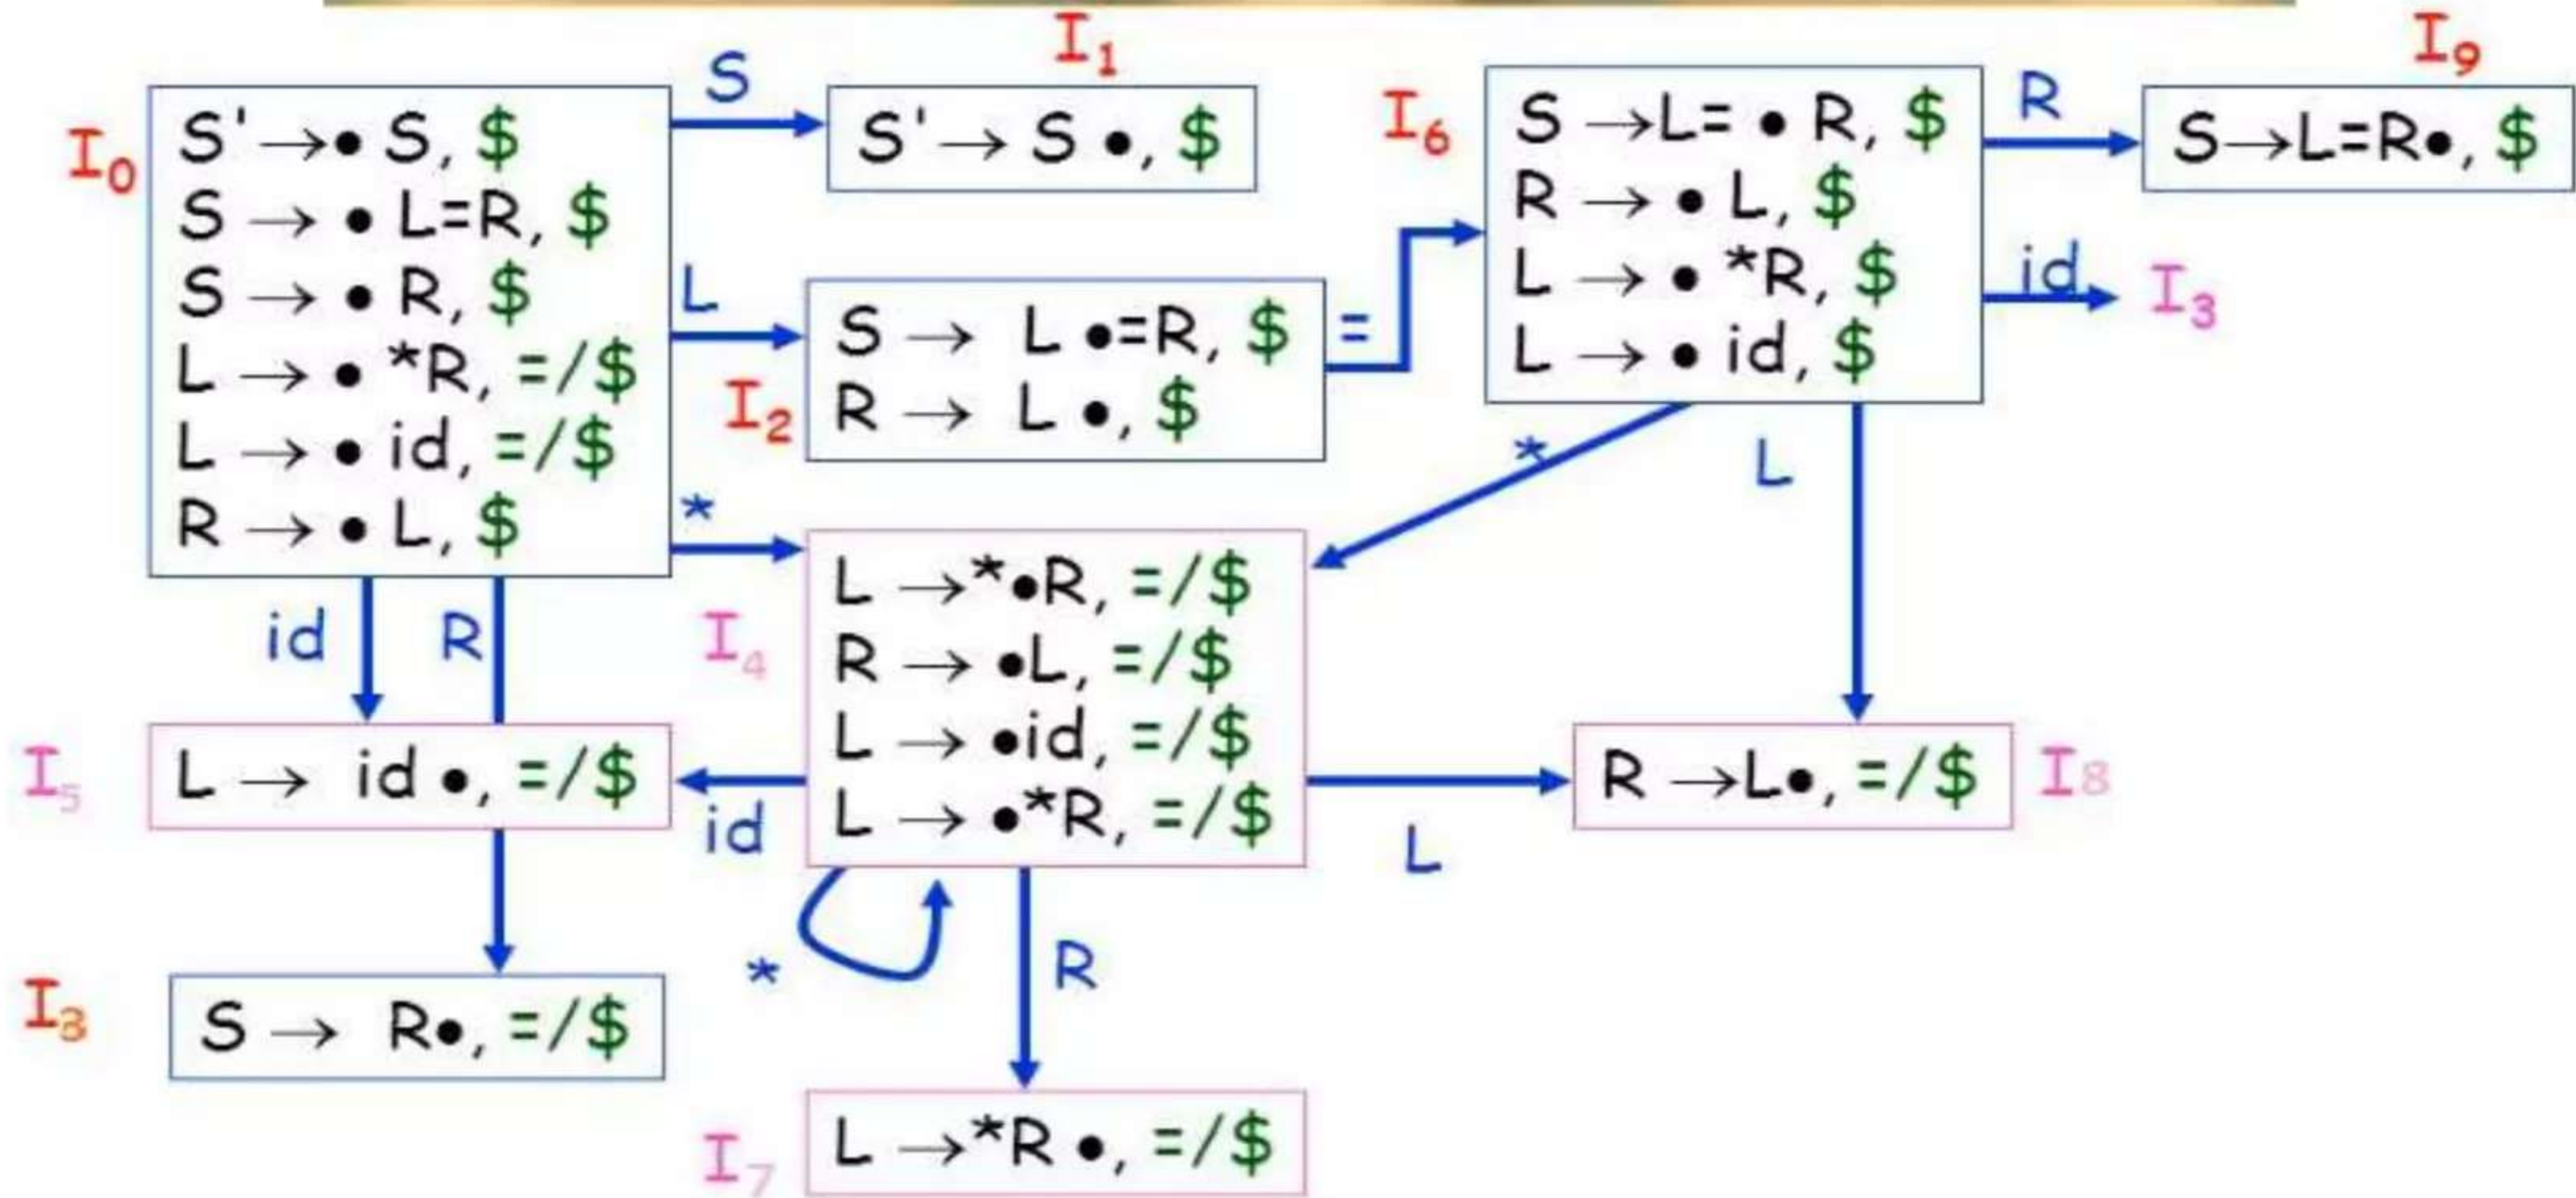 I₀
S' →• S, $
S → • L=R, $
S → • R, $
L → • *R, =/$
L → • id, =/$
R → • L, $
S
I₁
S' → S •, $
L
I₂
S → L •=R, $
R → L •, $
=
I₆
S →L= • R, $
R → • L, $
L → • *R, $
L → • id, $
R
I₉
S→L=R•, $
id
I₃
*
L
*
I₄
L →*•R, =/$
R → •L, =/$
L → •id, =/$
L → •*R, =/$
id
R
I₅
L → id •, =/$
id
L
R →L•, =/$
I8
I₃
S → R•, =/$
*
R
I₇
L →*R •, =/$